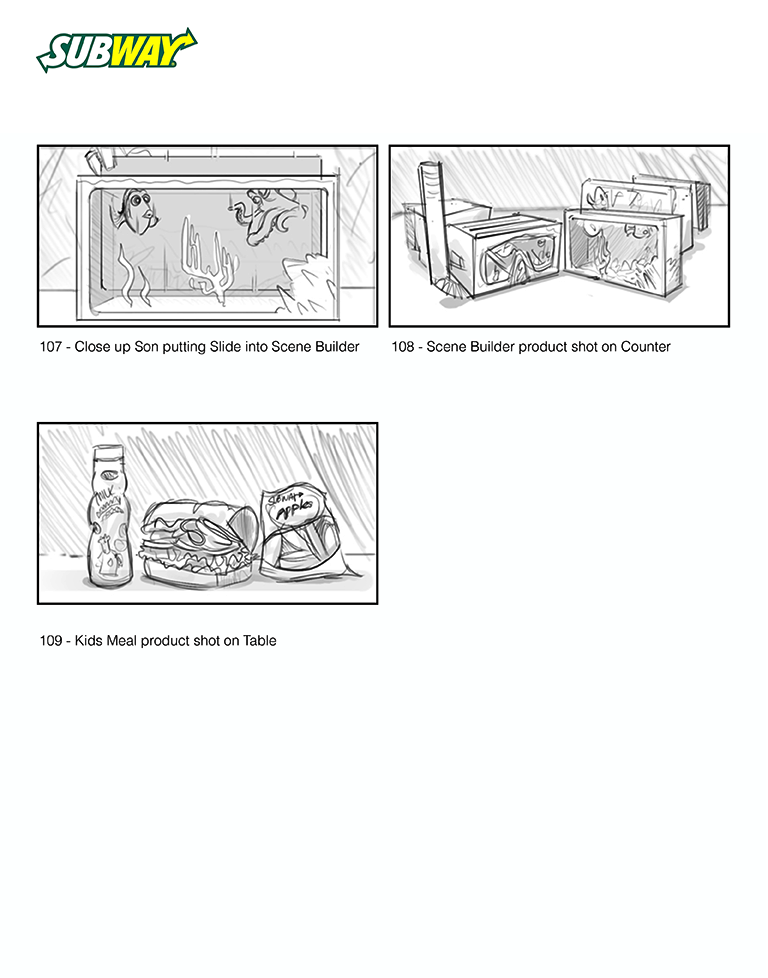 SUBWAY
107 - Close up Son putting Slide into Scene Builder
108 - Scene Builder product shot on Counter
MILK
apples
109 - Kids Meal product shot on Table